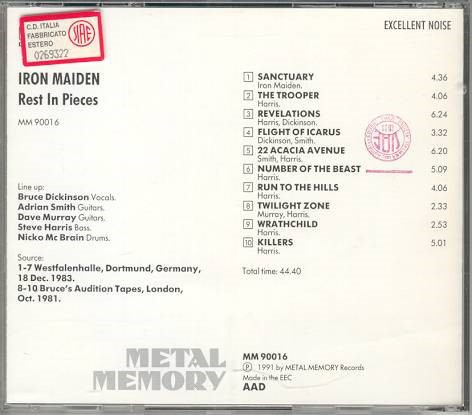 C.D. ITALIA
FABBRICATO
ESTERO
0269322
SIAE
EXCELLENT NOISE
IRON MAIDEN
Rest In Pieces
MM 90016
1 SANCTUARY 4.36
Iron Maiden.
2 THE TROOPER 4.06
Harris.
3 REVELATIONS 6.24
Harris, Dickinson.
4 FLIGHT OF ICARUS 3.32
Dickinson, Smith.
5 22 ACACIA AVENUE 6.20
Smith, Harris.
6 NUMBER OF THE BEAST 5.09
Harris.
7 RUN TO THE HILLS 4.06
Harris.
8 TWILIGHT ZONE 2.33
Murray, Harris.
9 WRATHCHILD 2.53
Harris.
10 KILLERS 5.01
Harris.
Total time: 44.40
Line up:
Bruce Dickinson Vocals.
Adrian Smith Guitars.
Dave Murray Guitars.
Steve Harris Bass.
Nicko Mc Brain Drums.
Source:
1-7 Westfalenhalle, Dortmund, Germany,
18 Dec. 1983.
8-10 Bruce's Audition Tapes, London,
Oct. 1981.
METAL
MEMORY
MM 90016
Ⓟ 1991 by METAL MEMORY Records
Made in the EEC
AAD